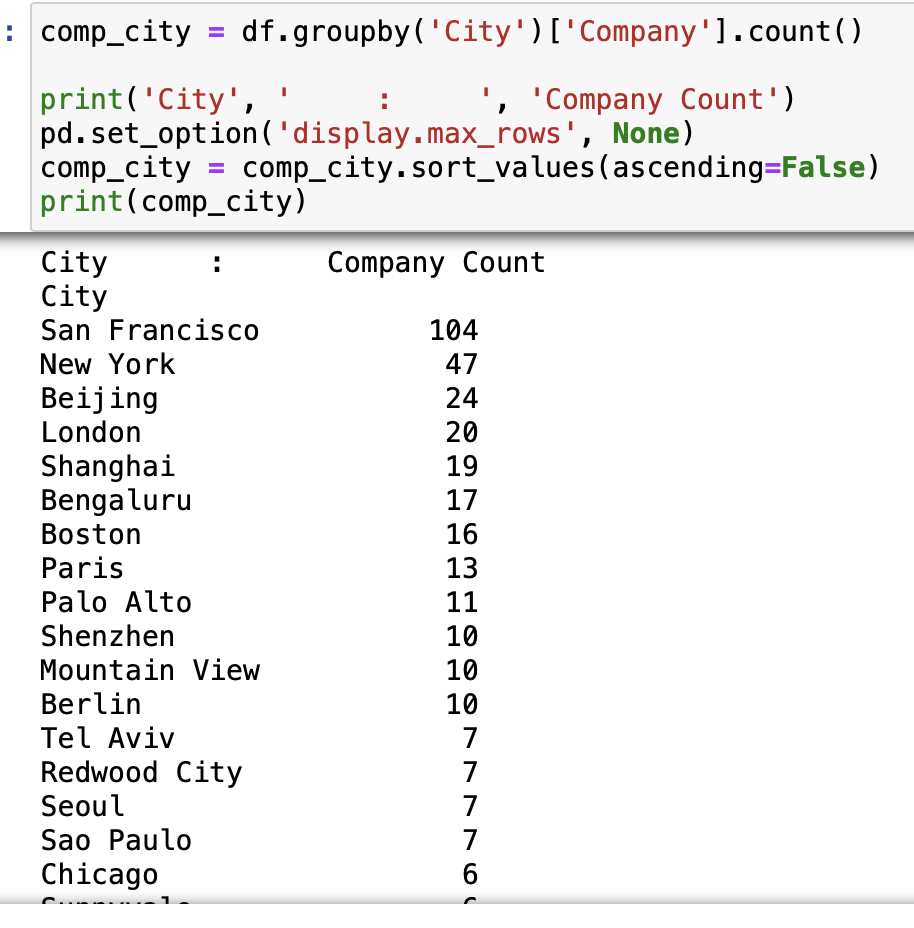 : comp_city = df.groupby('City')['Company'].count()
print('City', '     :     ', 'Company Count')
pd.set_option('display.max_rows', None)
comp_city = comp_city.sort_values(ascending=False)
print(comp_city)
City      :      Company Count
City
San Francisco          104
New York                47
Beijing                 24
London                  20
Shanghai                19
Bengaluru               17
Boston                  16
Paris                   13
Palo Alto               11
Shenzhen                10
Mountain View           10
Berlin                  10
Tel Aviv                 7
Redwood City             7
Seoul                    7
Sao Paulo                7
Chicago                  6